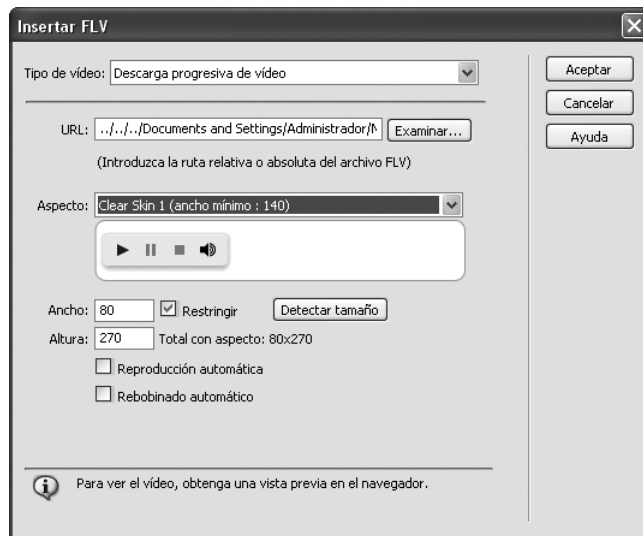 Insertar FLV
Tipo de vídeo: Descarga progresiva de vídeo
Aceptar
Cancelar
Ayuda
URL: ../../../Documents and Settings/Administrador/M Examinar...
(Introduzca la ruta relativa o absoluta del archivo FLV)
Aspecto: Clear Skin 1 (ancho mínimo : 140)
Ancho: 80 Restringir Detectar tamaño
Altura: 270 Total con aspecto: 80x270
Reproducción automática
Rebobinado automático
Para ver el vídeo, obtenga una vista previa en el navegador.